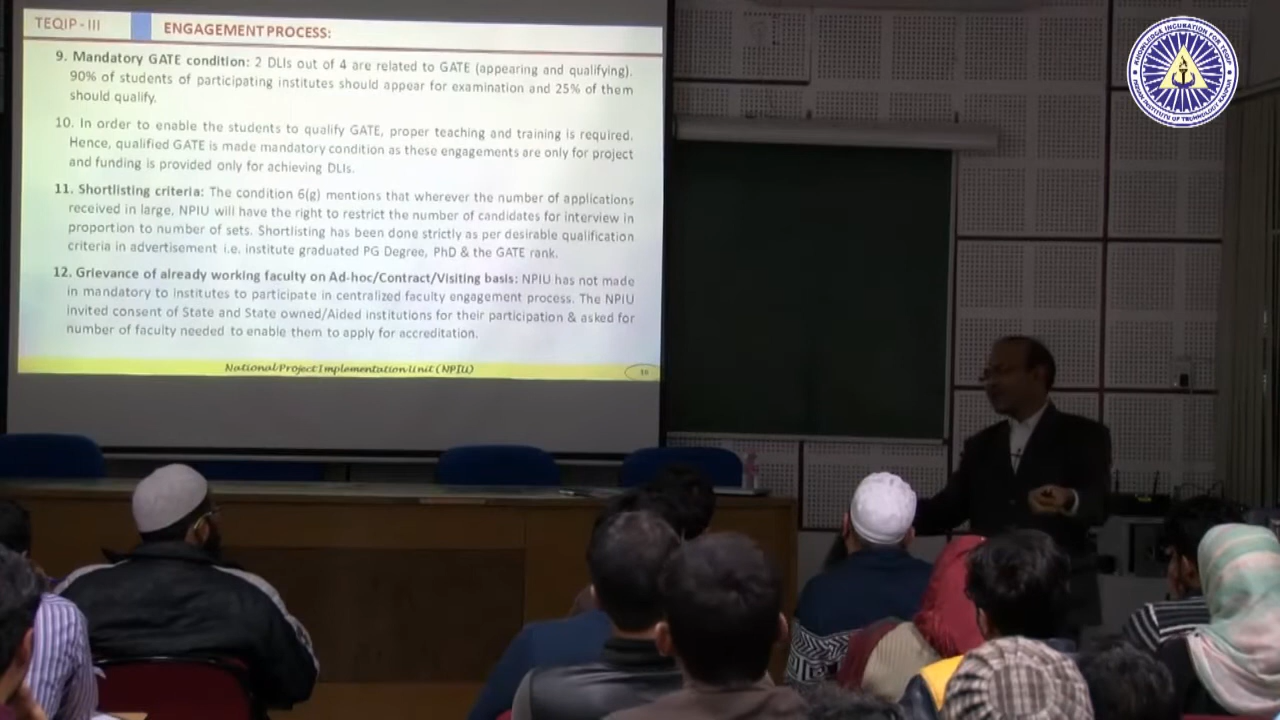 TEQIP - III
ENGAGEMENT PROCESS:
9. Mandatory GATE condition: 2 DLIs out of 4 are related to GATE (appearing and qualifying).
90% of students of participating institutes should appear for examination and 25% of them
should qualify.
10. In order to enable the students to qualify GATE, proper teaching and training is required.
Hence, qualified GATE is made mandatory condition as these engagements are only for project
and funding is provided only for achieving DLIs.
11. Shortlisting criteria: The condition 6(g) mentions that wherever the number of applications
received in large, NPIU will have the right to restrict the number of candidates for interview in
proportion to number of sets. Shortlisting has been done strictly as per desirable qualification
criteria in advertisement i.e. institute graduated PG Degree, PhD & the GATE rank.
12. Grievance of already working faculty on Ad-hoc/Contract/Visiting basis: NPIU has not made
in mandatory to institutes to participate in centralized faculty engagement process. The NPIU
invited consent of State and State owned/Aided institutions for their participation & asked for
number of faculty needed to enable them to apply for accreditation.
National Project Implementation Unit (NPIU)
KNOWLEDGE INCUBATION FOR TEQIP
INDIAN INSTITUTE OF TECHNOLOGY KANPUR